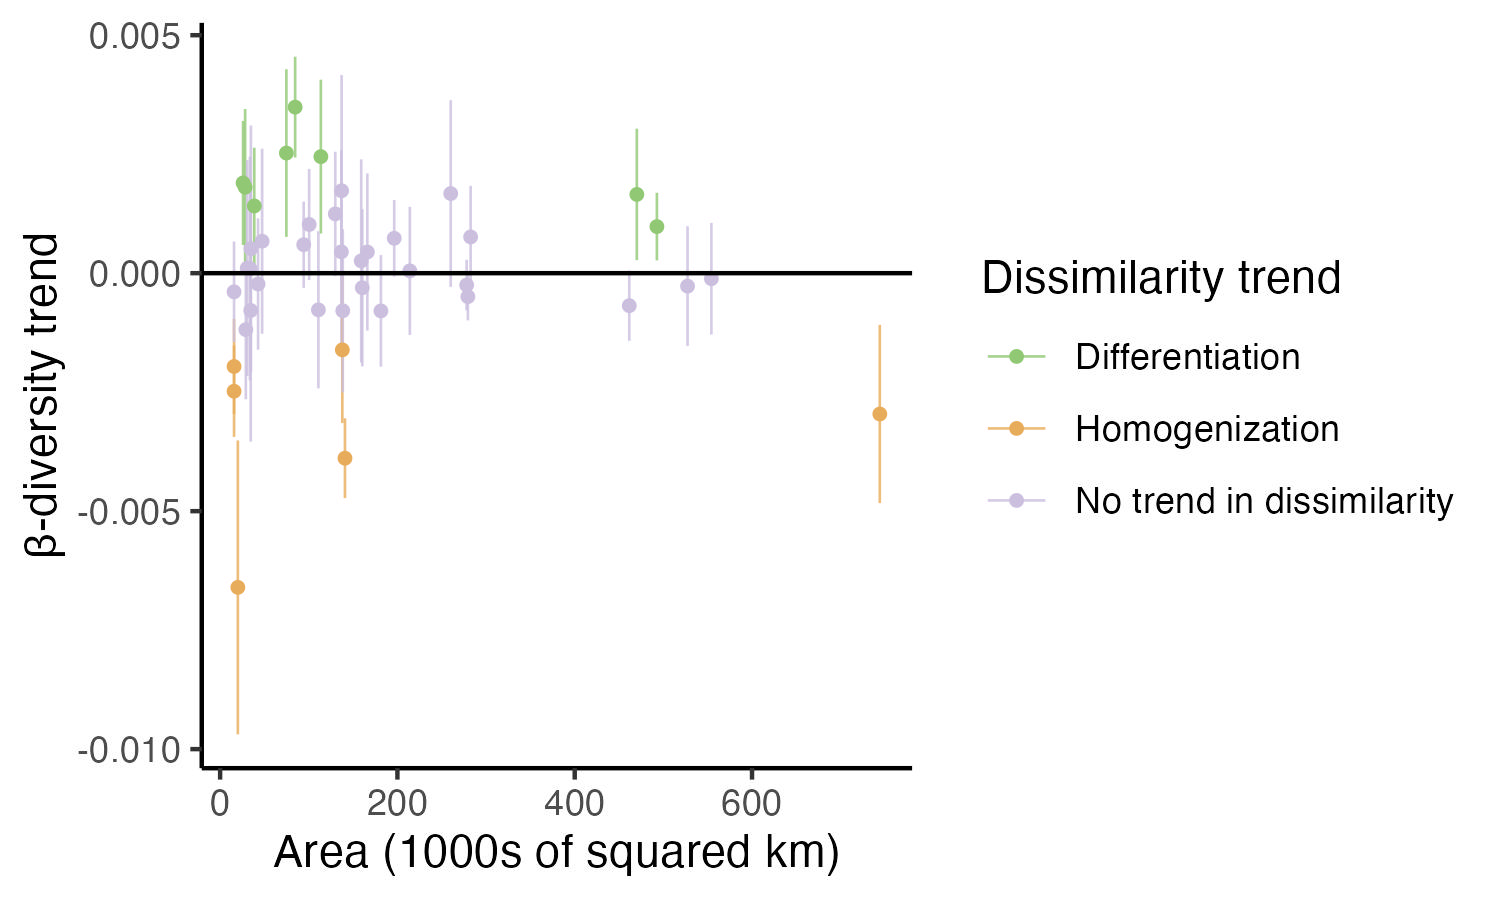 0.005
0.000
-0.005
-0.010
β-diversity trend
0 200 400 600
Area (1000s of squared km)
Dissimilarity trend
Differentiation
Homogenization
No trend in dissimilarity